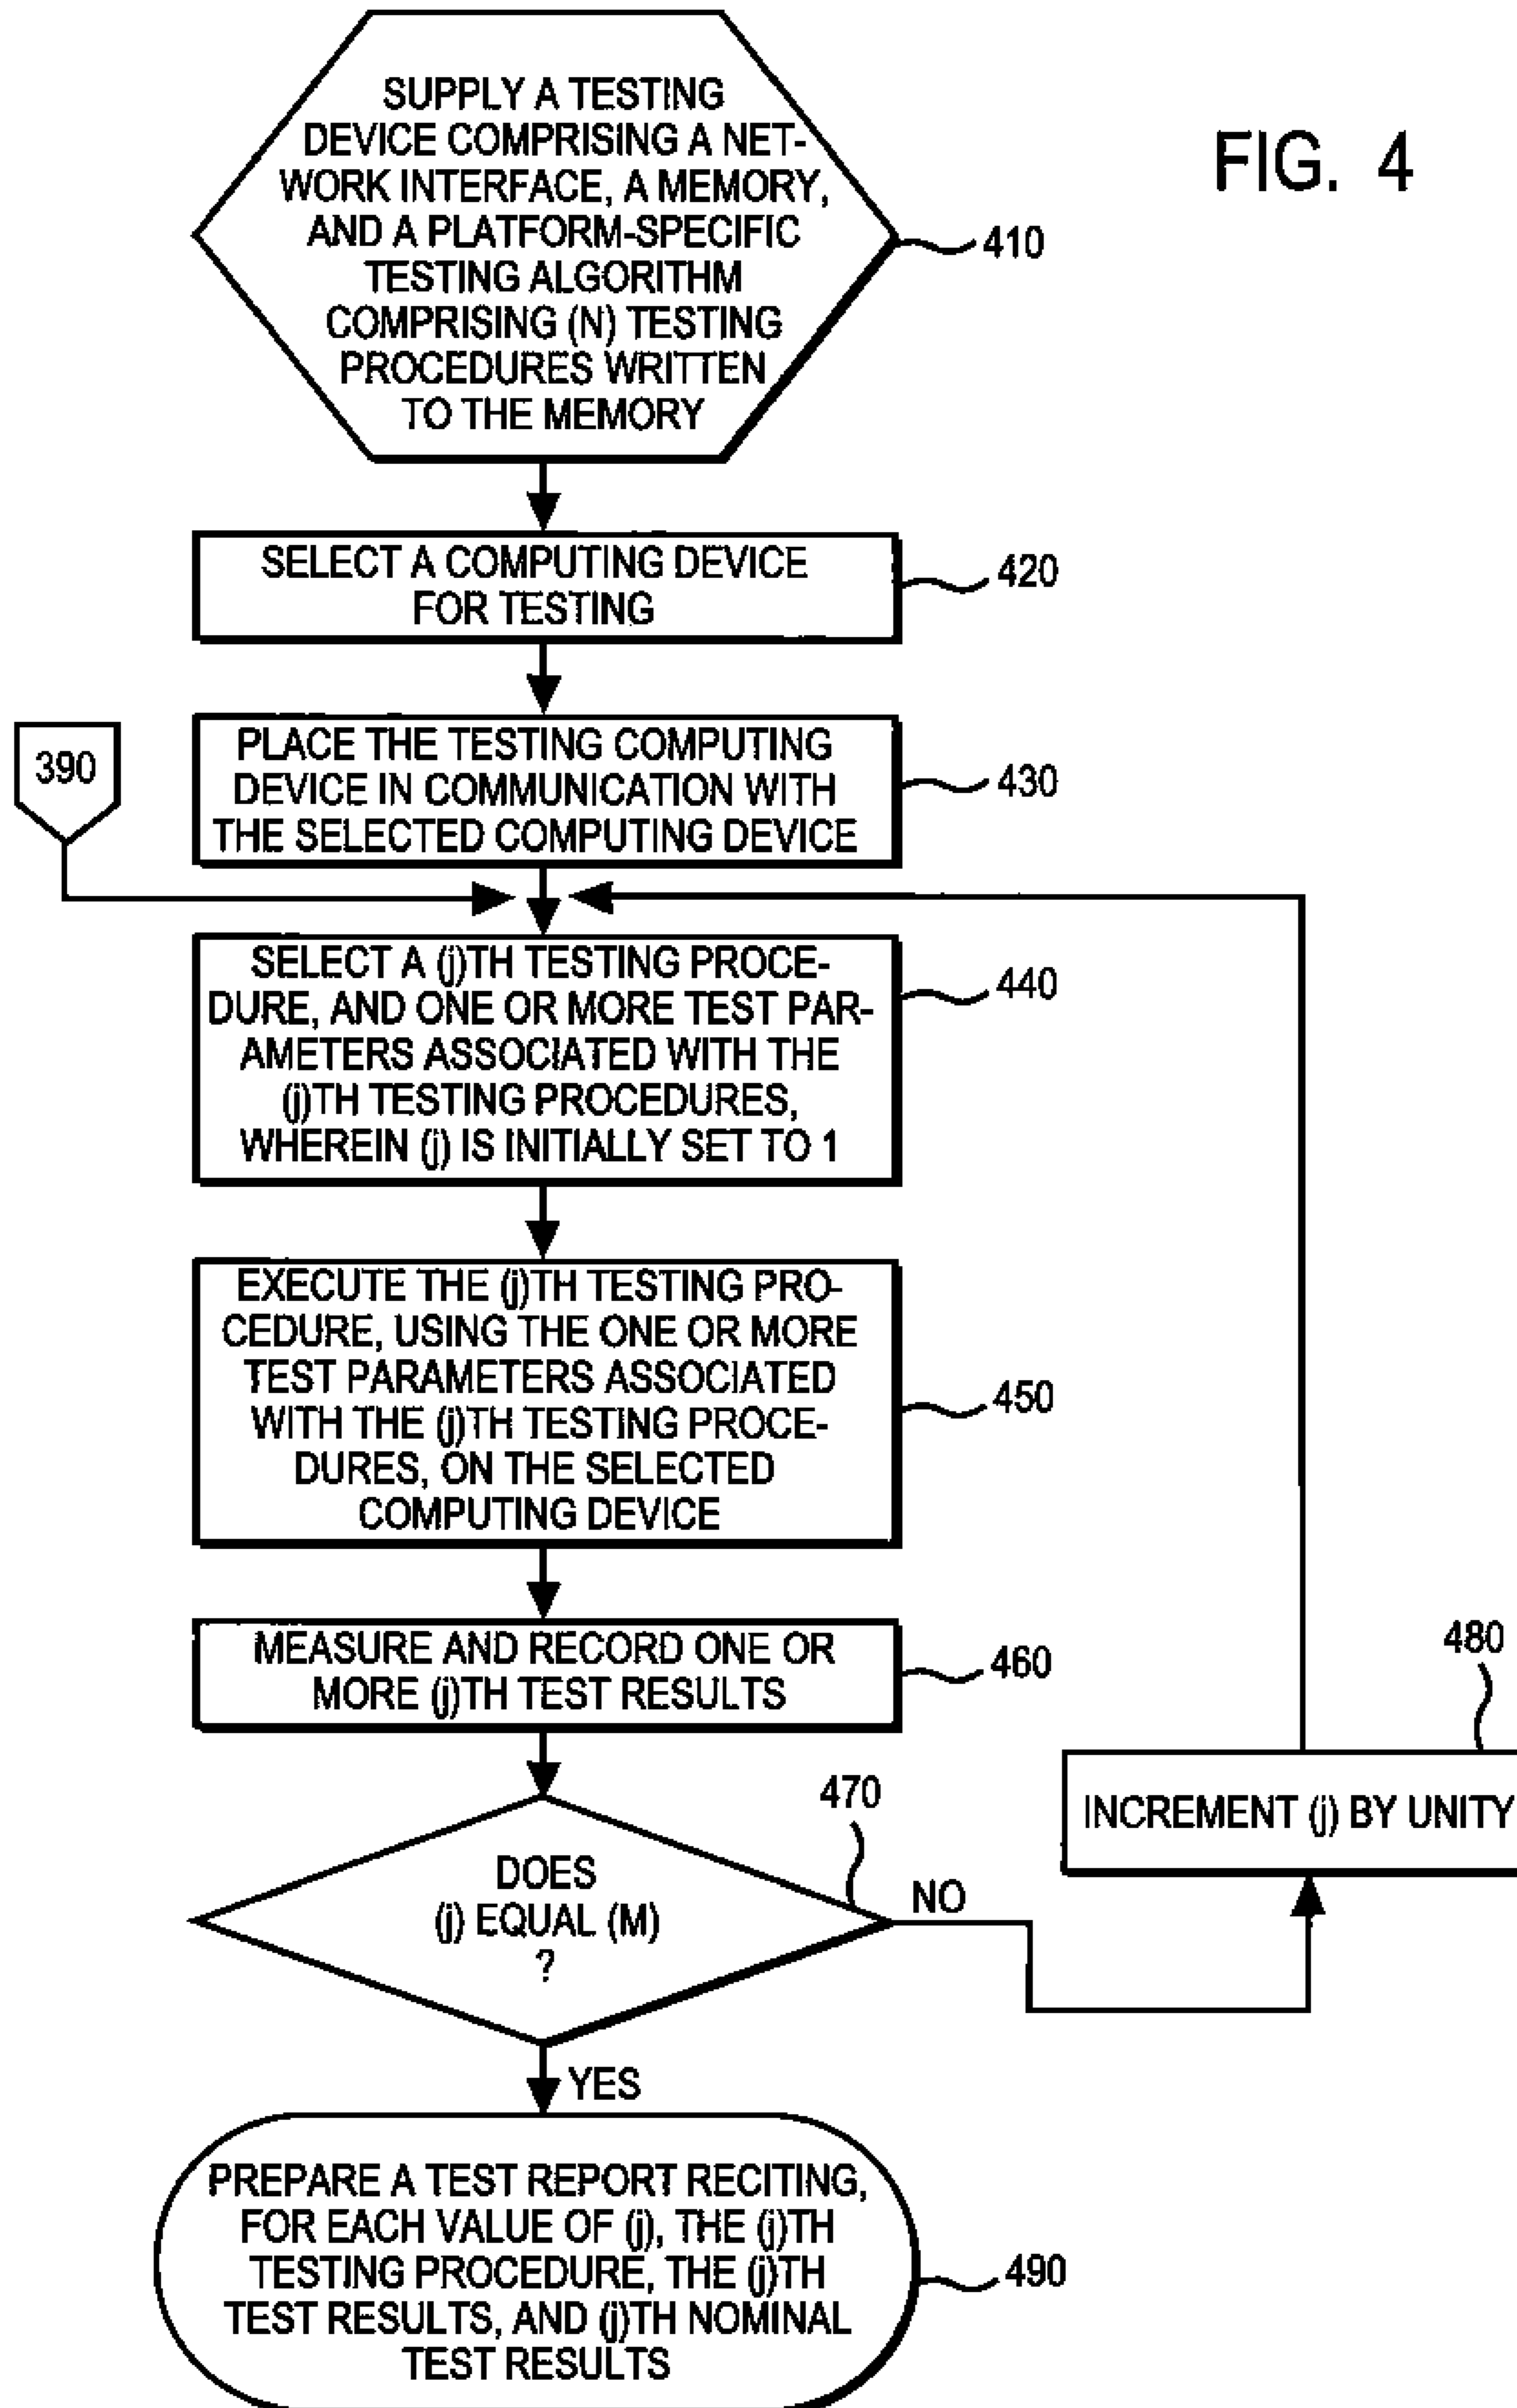 FIG. 4
SUPPLY A TESTING
DEVICE COMPRISING A NET-
WORK INTERFACE, A MEMORY,
AND A PLATFORM-SPECIFIC
TESTING ALGORITHM
COMPRISING (N) TESTING
PROCEDURES WRITTEN
TO THE MEMORY
410
SELECT A COMPUTING DEVICE
FOR TESTING
420
PLACE THE TESTING COMPUTING
DEVICE IN COMMUNICATION WITH
THE SELECTED COMPUTING DEVICE
430
390
SELECT A (j)TH TESTING PROCE-
DURE, AND ONE OR MORE TEST PAR-
AMETERS ASSOCIATED WITH THE
(j)TH TESTING PROCEDURES,
WHEREIN (j) IS INITIALLY SET TO 1
440
EXECUTE THE (j)TH TESTING PRO-
CEDURE, USING THE ONE OR MORE
TEST PARAMETERS ASSOCIATED
WITH THE (j)TH TESTING PROCE-
DURES, ON THE SELECTED
COMPUTING DEVICE
450
MEASURE AND RECORD ONE OR
MORE (j)TH TEST RESULTS
460
DOES
(j) EQUAL (M)
?
470
NO
480
INCREMENT (j) BY UNITY
YES
PREPARE A TEST REPORT RECITING,
FOR EACH VALUE OF (j), THE (j)TH
TESTING PROCEDURE, THE (j)TH
TEST RESULTS, AND (j)TH NOMINAL
TEST RESULTS
490